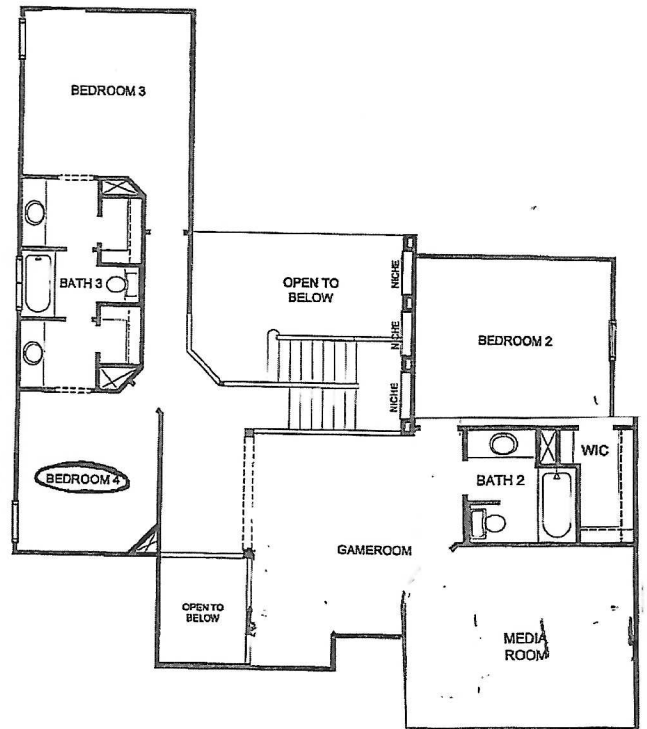 BEDROOM 3
BATH 3
OPEN TO
BELOW
NICHE
NICHE
NICHE
BEDROOM 2
BEDROOM 4
BATH 2
WIC
GAMEROOM
OPEN TO
BELOW
MEDIA
ROOM